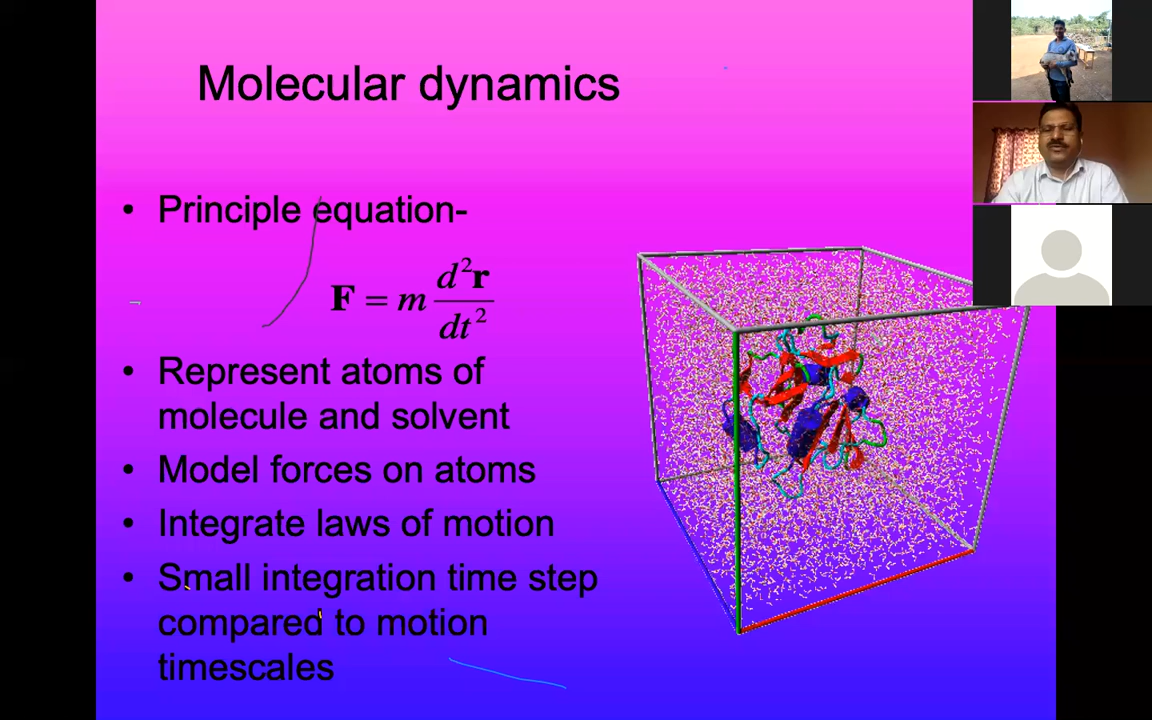 Molecular dynamics
• Principle equation-
F = m d²r/dt²
• Represent atoms of
molecule and solvent
• Model forces on atoms
• Integrate laws of motion
• Small integration time step
compared to motion
timescales